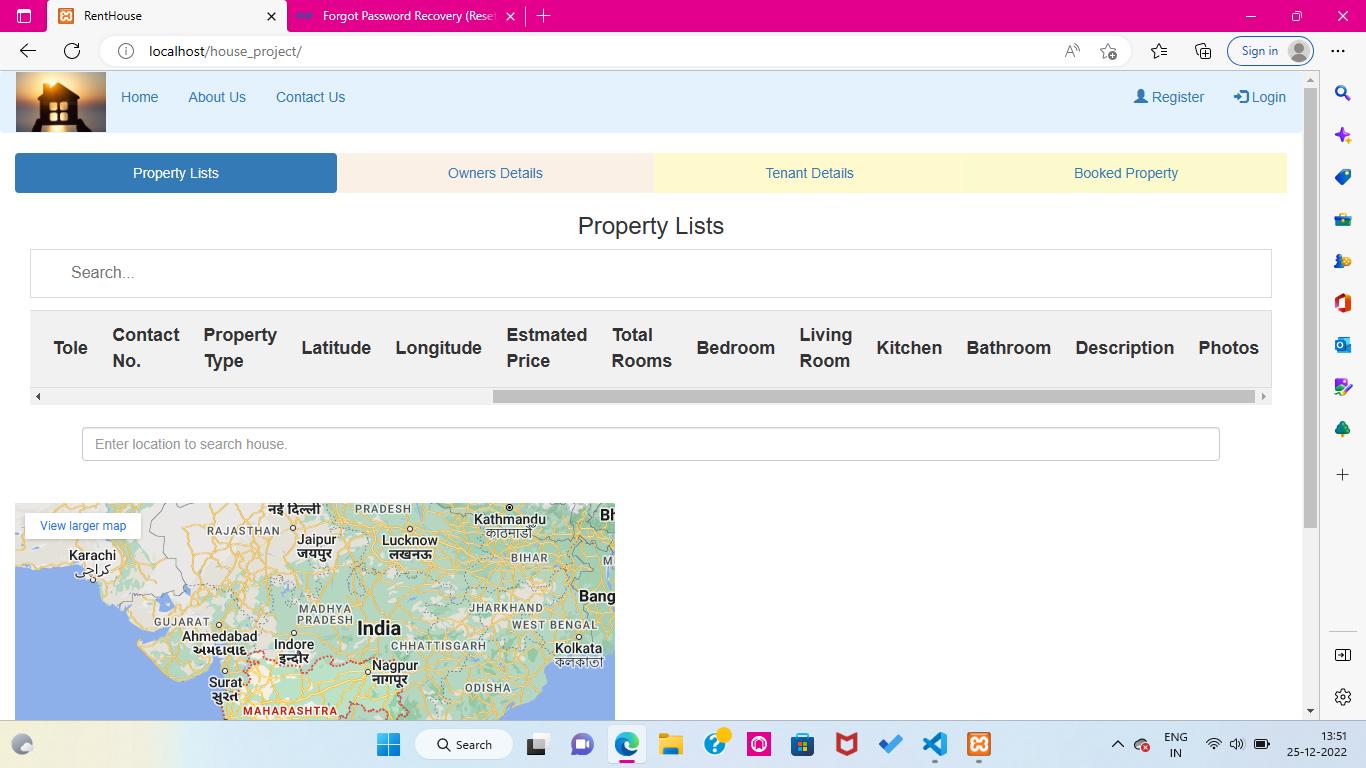 RentHouse
Forgot Password Recovery (Reset
localhost/house_project/
Sign in
Home
About Us
Contact Us
Register
Login
Property Lists
Owners Details
Tenant Details
Booked Property
Property Lists
Search...
Tole
Contact No.
Property Type
Latitude
Longitude
Estmated Price
Total Rooms
Bedroom
Living Room
Kitchen
Bathroom
Description
Photos
Enter location to search house.
View larger map
नई दिल्ली
PRADESH
Kathmandu
काठमाडौँ
Bh
RAJASTHAN
Jaipur
जयपुर
Lucknow
लखनऊ
Karachi
کراچی
BIHAR
Bang
MADHYA PRADESH
JHARKHAND
GUJARAT
Ahmedabad
અમદાવાદ
India
WEST BENGAL
Indore
इन्दौर
CHHATTISGARH
Kolkata
কলকাতা
Nagpur
नागपूर
Surat
સુરત
ODISHA
MAHARASHTRA
Search
ENG
IN
13:51
25-12-2022